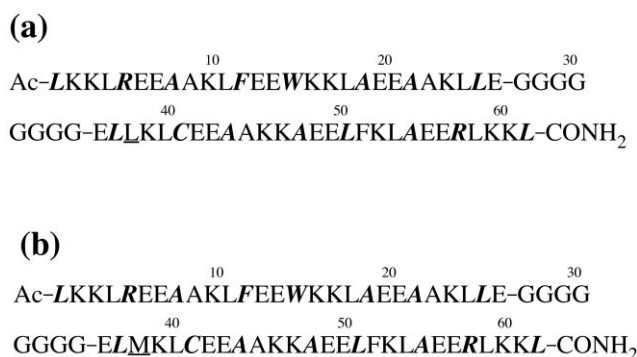 (a)
10 20 30
Ac-LKKLREEAAKLFEEWKKLAEEAAKLLE-GGGG
40 50 60
GGGG-ELLKLCEEAAKKAEELFKLAEERLKKL-CONH2
(b)
10 20 30
Ac-LKKLREEAAKLFEEWKKLAEEAAKLLE-GGGG
40 50 60
GGGG-ELMKLCEEAAKKAEELFKLAEERLKKL-CONH2